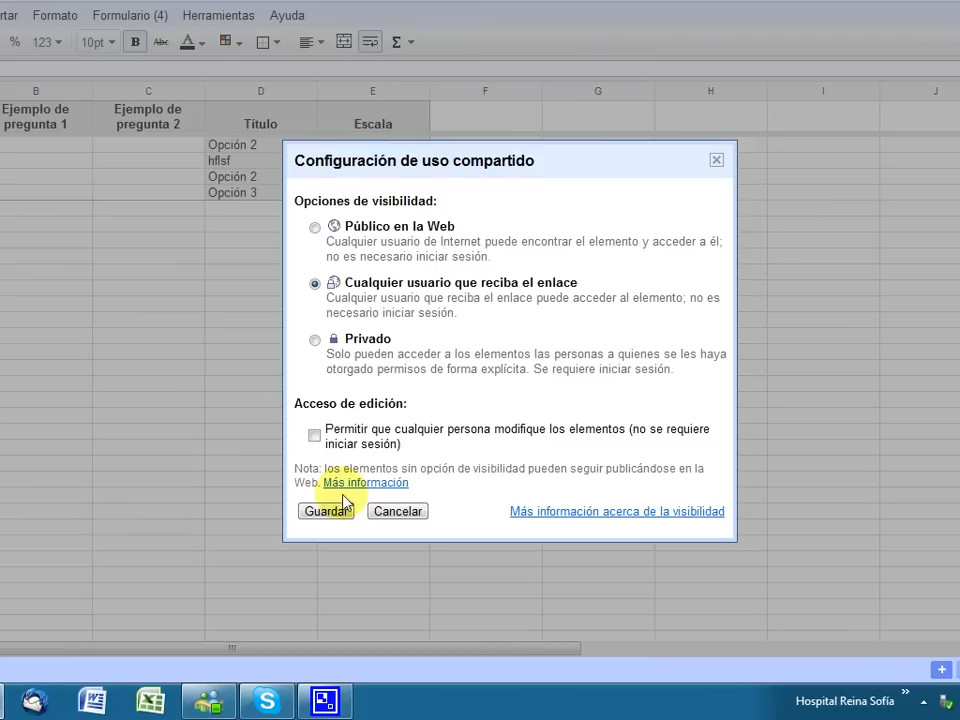 Formato Formulario (4) Herramientas Ayuda
% 123 10pt B Abc A Σ
B C D E F G H I J
Ejemplo de pregunta 1 Ejemplo de pregunta 2 Título Escala
Opción 2
hflsf
Opción 2
Opción 3
Configuración de uso compartido
Opciones de visibilidad:
Público en la Web
Cualquier usuario de Internet puede encontrar el elemento y acceder a él;
no es necesario iniciar sesión.
Cualquier usuario que reciba el enlace
Cualquier usuario que reciba el enlace puede acceder al elemento; no es
necesario iniciar sesión.
Privado
Solo pueden acceder a los elementos las personas a quienes se les haya
otorgado permisos de forma explícita. Se requiere iniciar sesión.
Acceso de edición:
Permitir que cualquier persona modifique los elementos (no se requiere
iniciar sesión)
Nota: los elementos sin opción de visibilidad pueden seguir publicándose en la
Web. Más información
Guardar Cancelar Más información acerca de la visibilidad
Hospital Reina Sofía